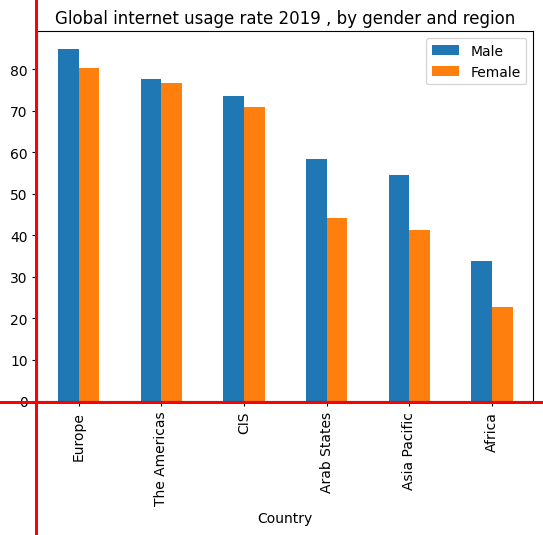 Global internet usage rate 2019 , by gender and region
Male
Female
80
70
60
50
40
30
20
10
0
Europe
The Americas
CIS
Arab States
Asia Pacific
Africa
Country